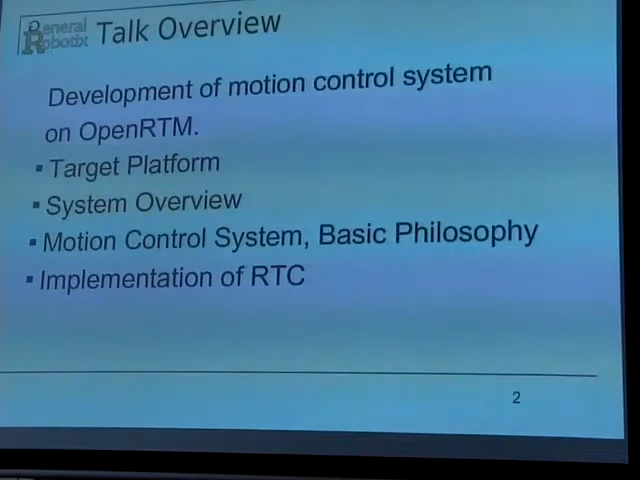 General Robotix
Talk Overview
Development of motion control system
on OpenRTM.
▪ Target Platform
▪ System Overview
▪ Motion Control System, Basic Philosophy
▪ Implementation of RTC
2